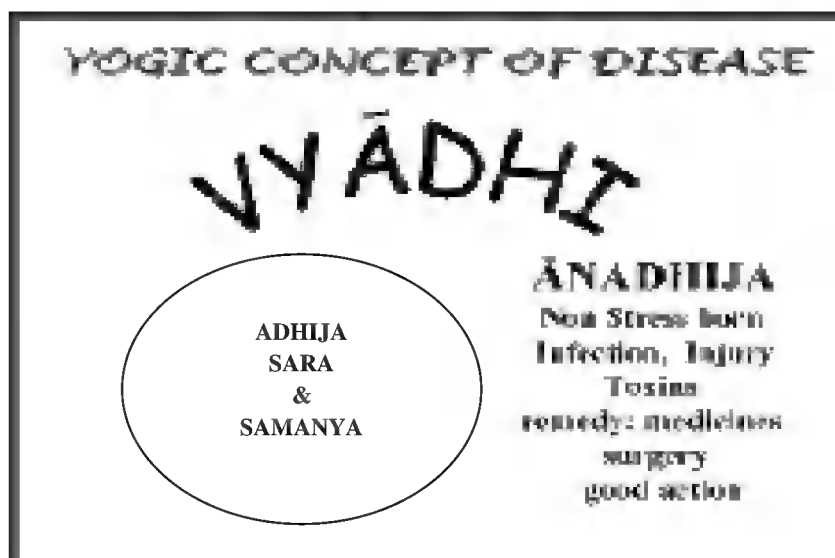 YOGIC CONCEPT OF DISEASE
VYĀDHI
ADHIJA
SARA
&
SAMANYA
ĀNADHIJA
Non Stress born
Infection, Injury
Toxins
remedy: medicines
surgery
good action